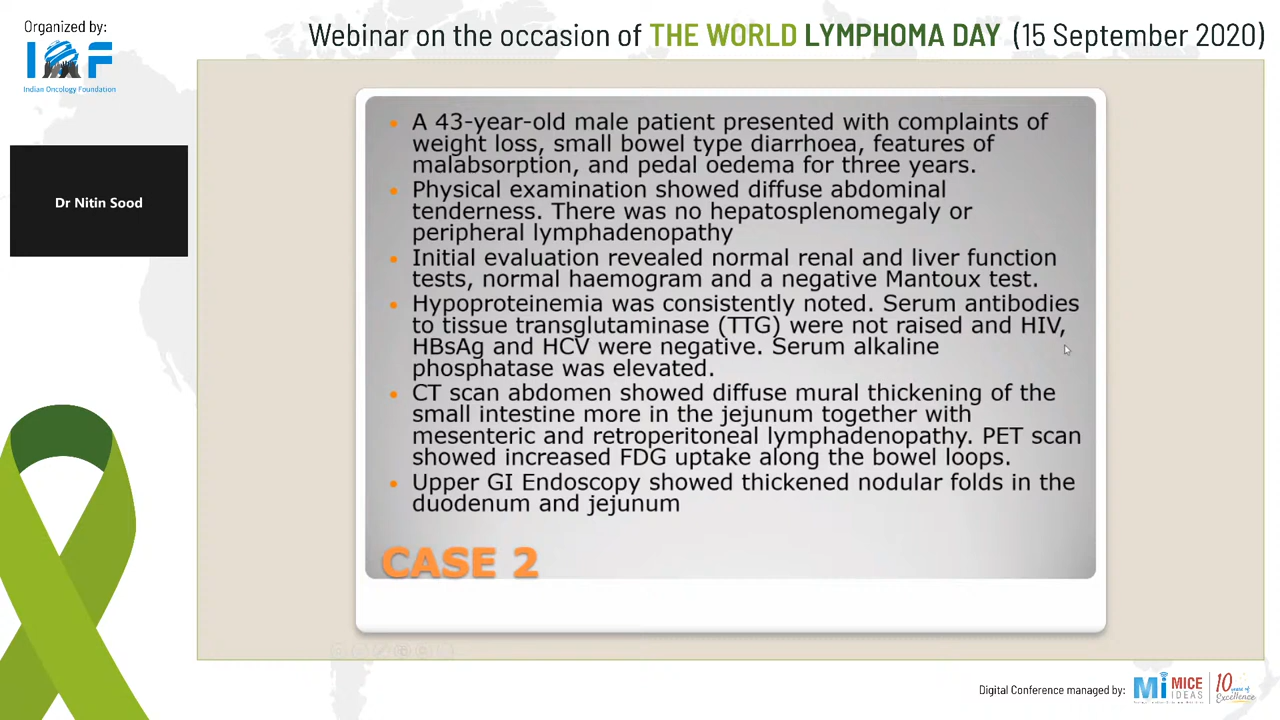 Organized by:
IOF
Indian Oncology Foundation
Webinar on the occasion of THE WORLD LYMPHOMA DAY (15 September 2020)
Dr Nitin Sood
• A 43-year-old male patient presented with complaints of
weight loss, small bowel type diarrhoea, features of
malabsorption, and pedal oedema for three years.
• Physical examination showed diffuse abdominal
tenderness. There was no hepatosplenomegaly or
peripheral lymphadenopathy
• Initial evaluation revealed normal renal and liver function
tests, normal haemogram and a negative Mantoux test.
• Hypoproteinemia was consistently noted. Serum antibodies
to tissue transglutaminase (TTG) were not raised and HIV,
HBsAg and HCV were negative. Serum alkaline
phosphatase was elevated.
• CT scan abdomen showed diffuse mural thickening of the
small intestine more in the jejunum together with
mesenteric and retroperitoneal lymphadenopathy. PET scan
showed increased FDG uptake along the bowel loops.
• Upper GI Endoscopy showed thickened nodular folds in the
duodenum and jejunum
CASE 2
Digital Conference managed by:
Mi MICE
IDEAS
10 years of
Excellence